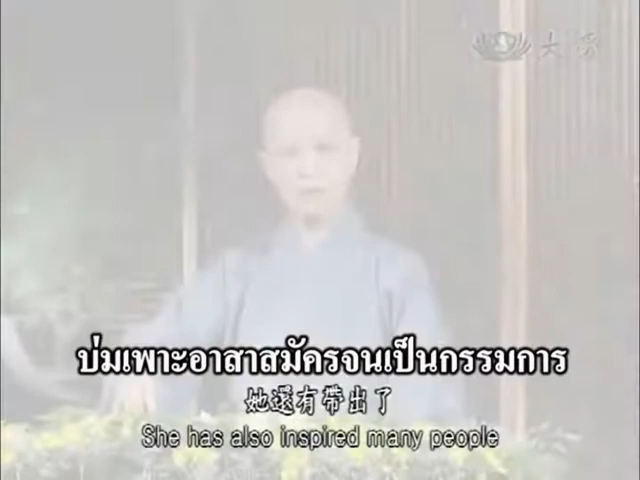 大愛
บ่มเพาะอาสาสมัครจนเป็นกรรมการ
她還有帶出了
She has also inspired many people